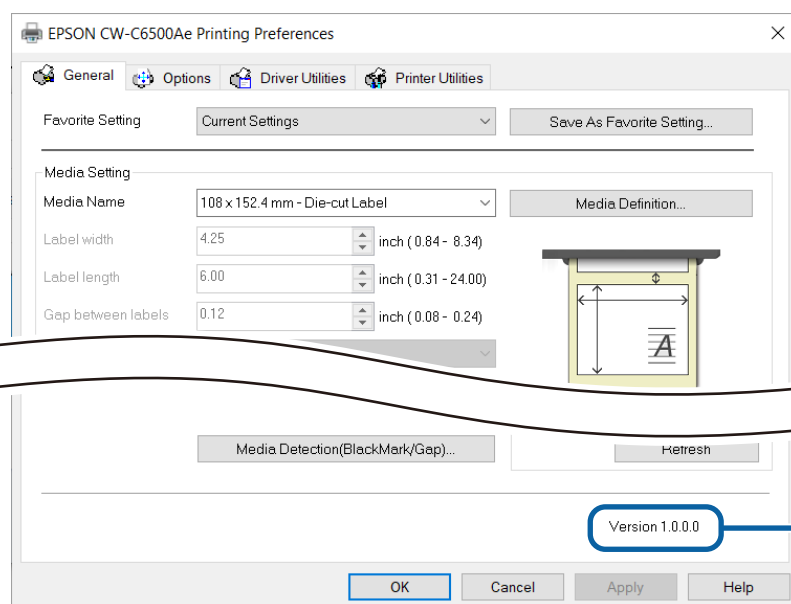 EPSON CW-C6500Ae Printing Preferences
General Options Driver Utilities Printer Utilities
Favorite Setting Current Settings Save As Favorite Setting...
Media Setting
Media Name 108 x 152.4 mm - Die-cut Label Media Definition...
Label width 4.25 inch ( 0.84 - 8.34)
Label length 6.00 inch ( 0.31 - 24.00)
Gap between labels 0.12 inch ( 0.08 - 0.24)
A
Media Detection(BlackMark/Gap)... Refresh
Version 1.0.0.0
OK Cancel Apply Help